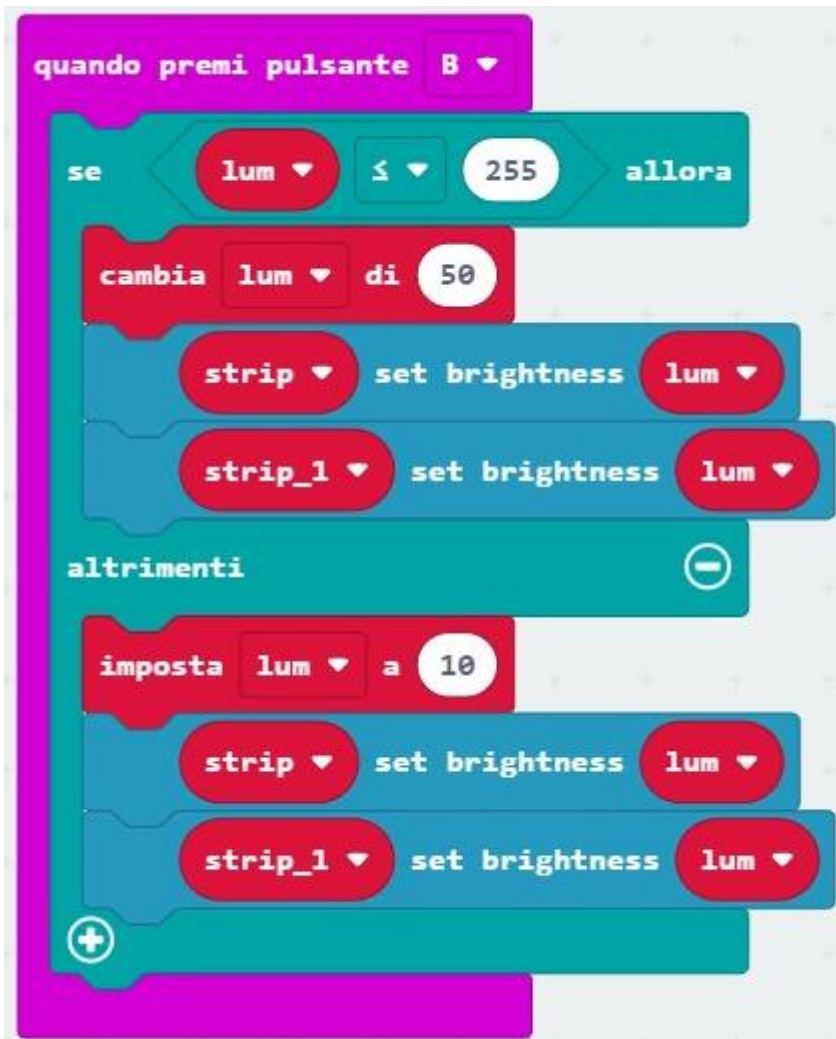 quando premi pulsante B
se lum ≤ 255 allora
cambia lum di 50
strip set brightness lum
strip_1 set brightness lum
altrimenti
imposta lum a 10
strip set brightness lum
strip_1 set brightness lum